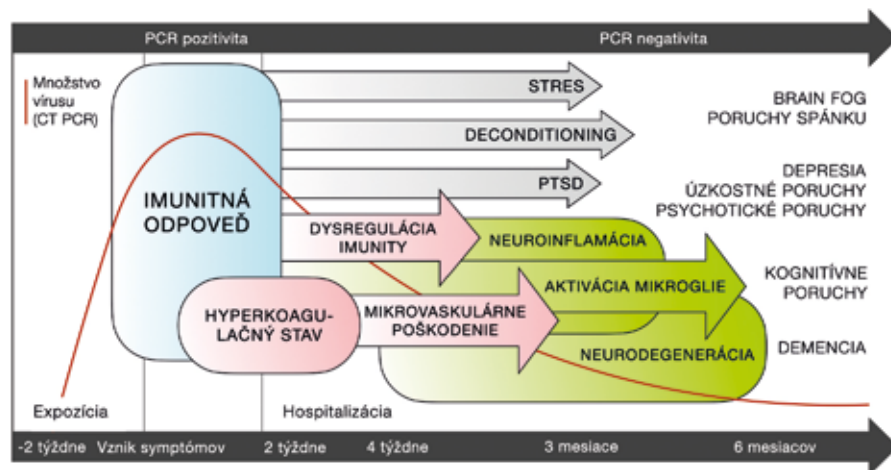 PCR pozitivita
PCR negativita
Množstvo
vírusu
(CT PCR)
STRES
DECONDITIONING
PTSD
BRAIN FOG
PORUCHY SPÁNKU
DEPRESIA
ÚZKOSTNÉ PORUCHY
PSYCHOTICKÉ PORUCHY
IMUNITNÁ
ODPOVEĎ
DYSREGULÁCIA
IMUNITY
NEUROINFLAMÁCIA
HYPERKOAGU-
LAČNÝ STAV
MIKROVASKULÁRNE
POŠKODENIE
AKTIVÁCIA MIKROGLIE
KOGNITÍVNE
PORUCHY
NEURODEGENERÁCIA
DEMENCIA
Expozícia
Hospitalizácia
-2 týždne
Vznik symptómov
2 týždne
4 týždne
3 mesiace
6 mesiacov